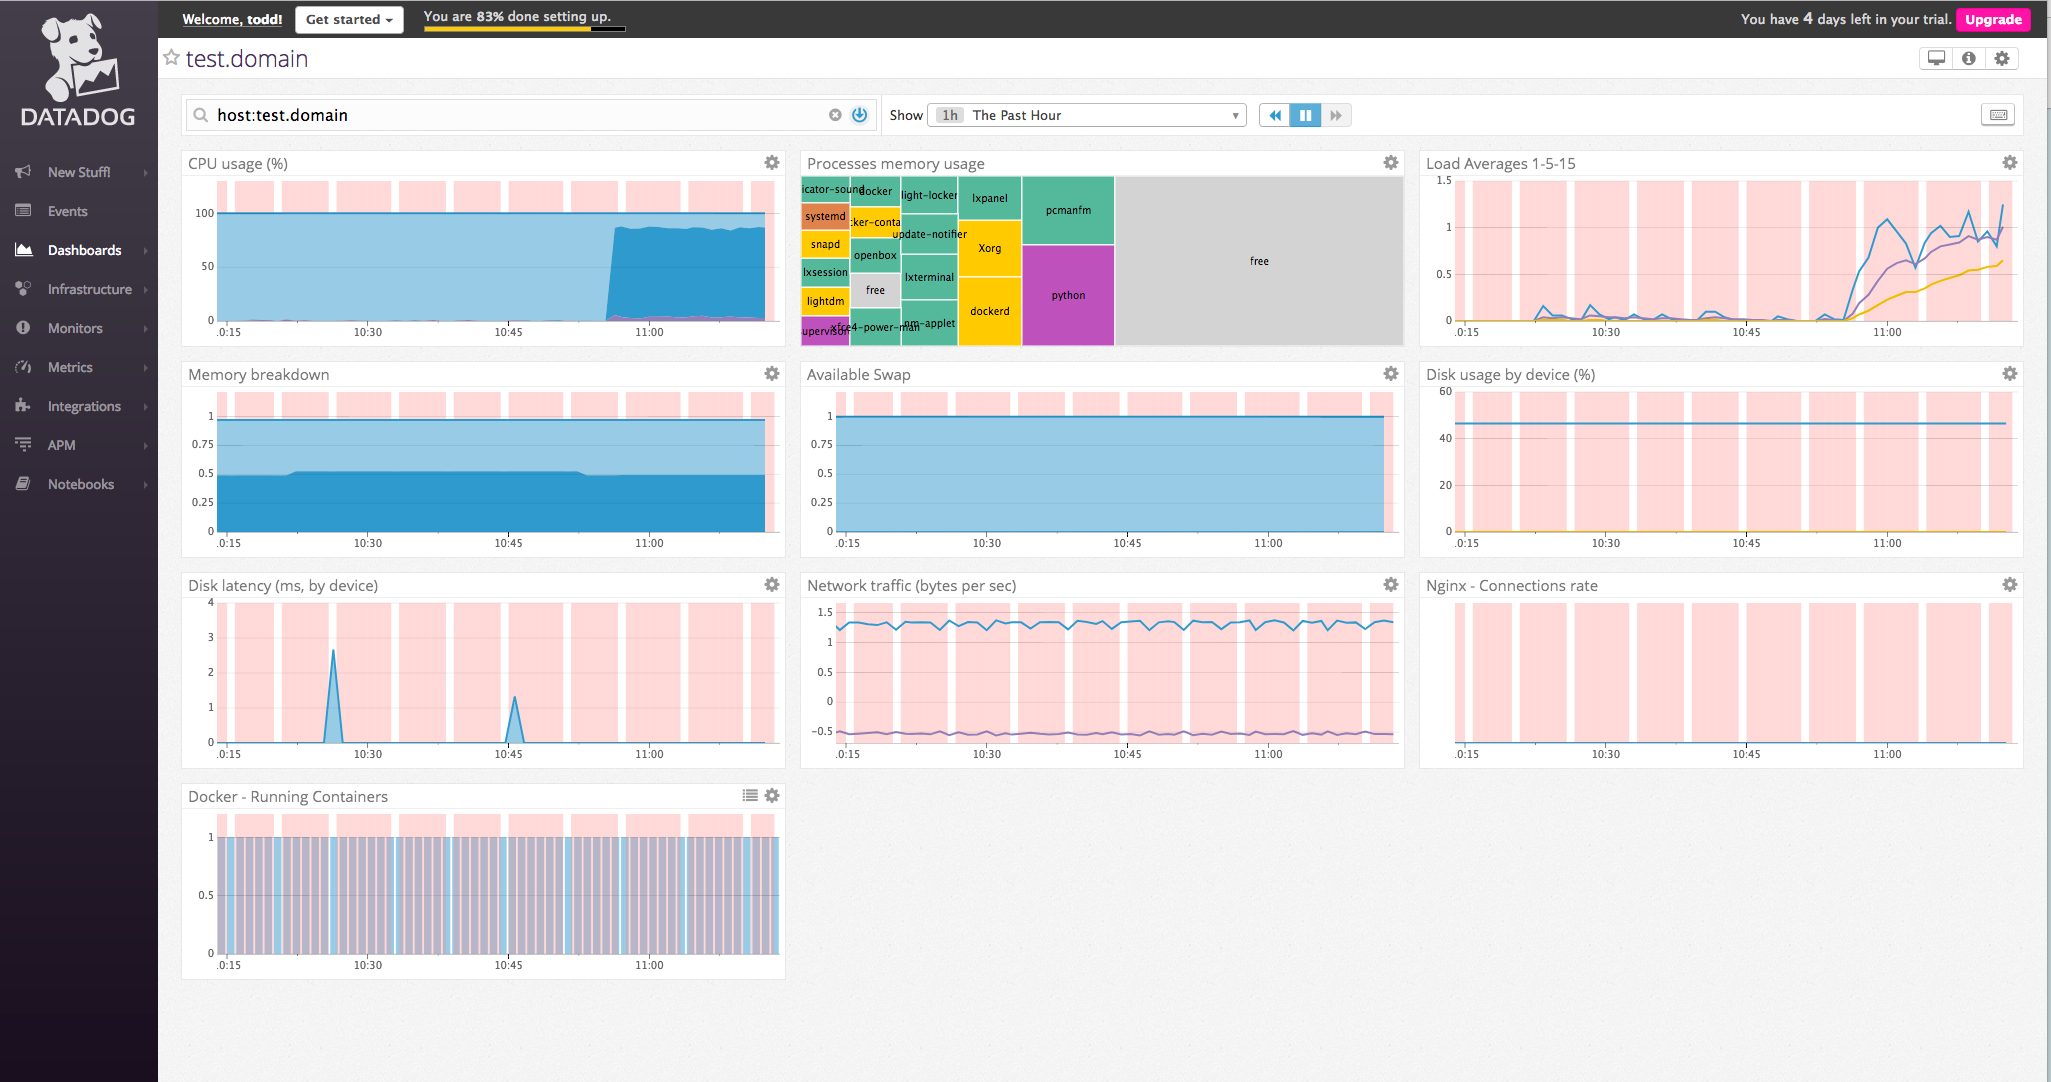 Welcome, todd!
Get started
You are 83% done setting up.
You have 4 days left in your trial.
Upgrade
DATADOG
New Stuff!
Events
Dashboards
Infrastructure
Monitors
Metrics
Integrations
APM
Notebooks
test.domain
host:test.domain
Show
1h The Past Hour
CPU usage (%)
100
50
0
.0:15 10:30 10:45 11:00
Processes memory usage
icator-sound
systemd
snapd
lxsession
lightdm
upervisor
docker
ker-conta
openbox
free
xfce4-power-man
light-locker
update-notifier
lxterminal
nm-applet
lxpanel
Xorg
dockerd
pcmanfm
python
free
Load Averages 1-5-15
1.5
1
0.5
0
.0:15 10:30 10:45 11:00
Memory breakdown
1
0.75
0.5
0.25
0
.0:15 10:30 10:45 11:00
Available Swap
1
0.75
0.5
0.25
0
.0:15 10:30 10:45 11:00
Disk usage by device (%)
60
40
20
0
.0:15 10:30 10:45 11:00
Disk latency (ms, by device)
4
3
2
1
0
.0:15 10:30 10:45 11:00
Network traffic (bytes per sec)
1.5
1
0.5
0
−0.5
.0:15 10:30 10:45 11:00
Nginx - Connections rate
.0:15 10:30 10:45 11:00
Docker - Running Containers
1
0.5
0
.0:15 10:30 10:45 11:00